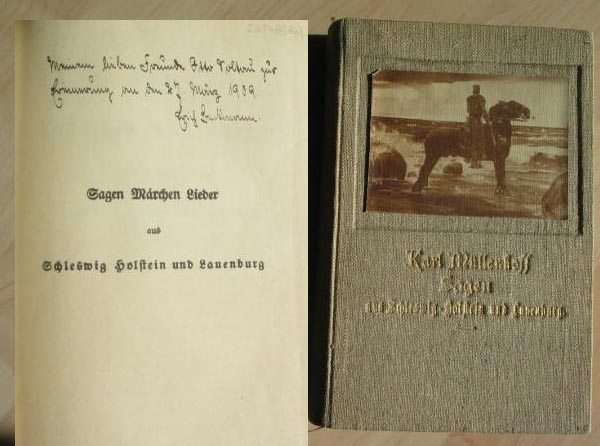 Meinem lieben Freunde Otto Voltau zur
Erinnerung an den 27. März 1939
Erich
Sagen Märchen Lieder
aus
Schleswig Holstein und Lauenburg
Karl Müllenhoff
Sagen
aus Schleswig-Holstein und Lauenburg